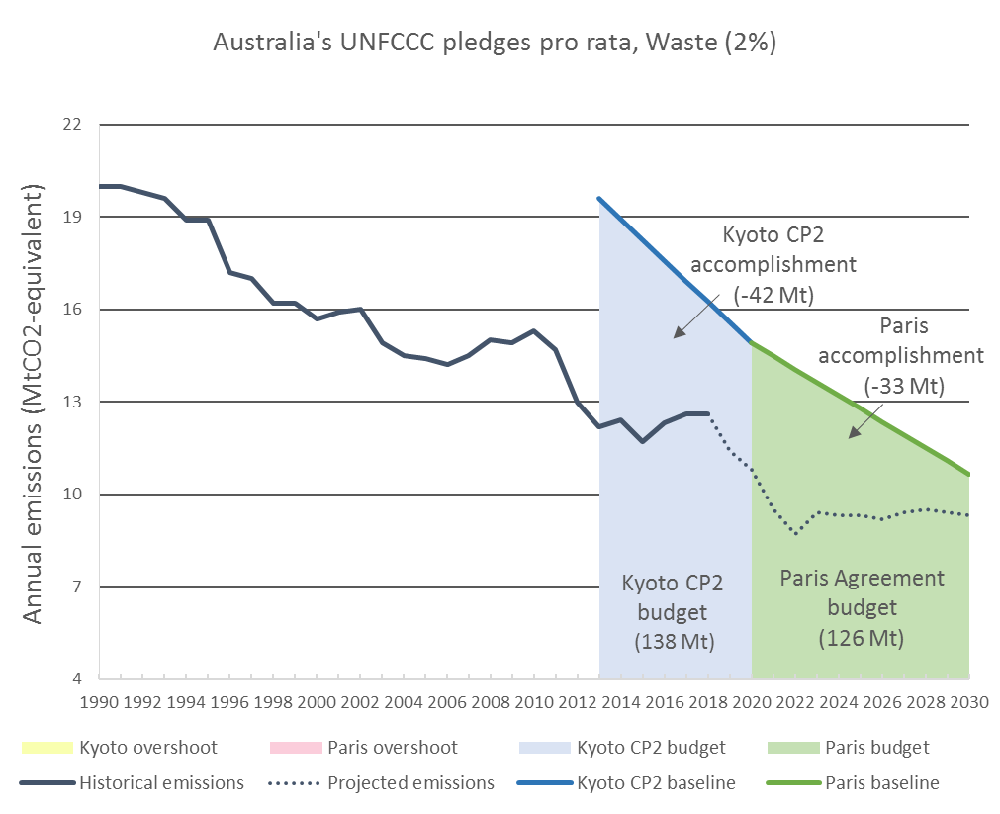 Australia's UNFCCC pledges pro rata, Waste (2%)
Annual emissions (MtCO2-equivalent)
22
19
16
13
10
7
4
Kyoto CP2
accomplishment
(-42 Mt)
Paris
accomplishment
(-33 Mt)
Kyoto CP2
budget
(138 Mt)
Paris Agreement
budget
(126 Mt)
1990 1992 1994 1996 1998 2000 2002 2004 2006 2008 2010 2012 2014 2016 2018 2020 2022 2024 2026 2028 2030
Kyoto overshoot Paris overshoot Kyoto CP2 budget Paris budget
Historical emissions Projected emissions Kyoto CP2 baseline Paris baseline